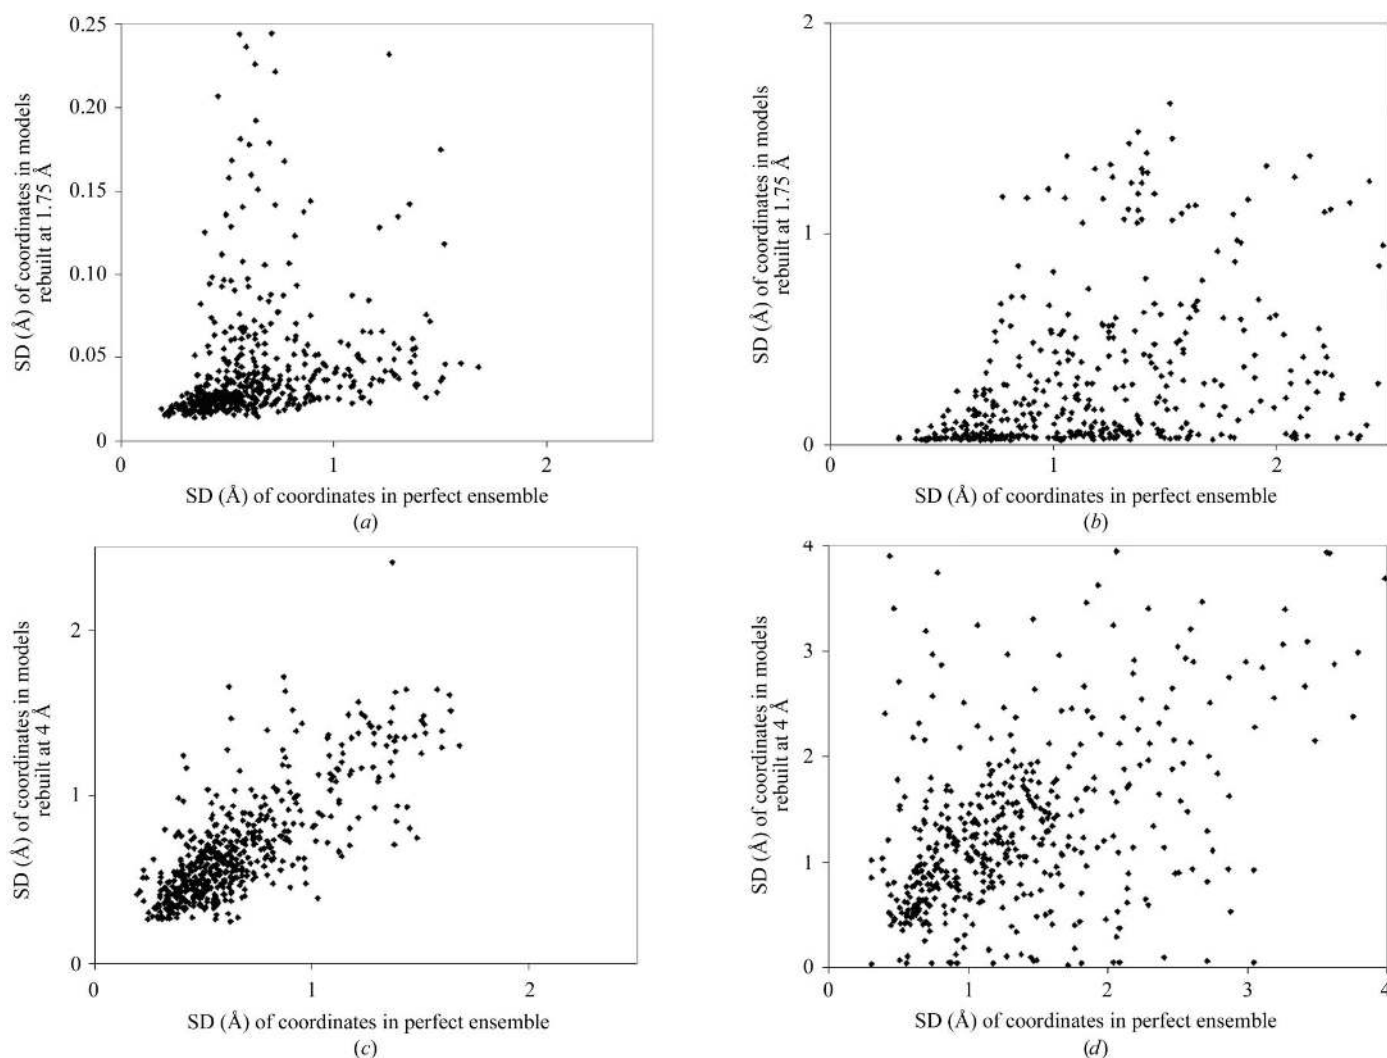 0.25
0.20
0.15
0.10
0.05
0
SD (Å) of coordinates in models
rebuilt at 1.75 Å
0 1 2
SD (Å) of coordinates in perfect ensemble
(a)
2
1
0
SD (Å) of coordinates in models
rebuilt at 1.75 Å
0 1 2
SD (Å) of coordinates in perfect ensemble
(b)
2
1
0
SD (Å) of coordinates in models
rebuilt at 4 Å
0 1 2
SD (Å) of coordinates in perfect ensemble
(c)
4
3
2
1
0
SD (Å) of coordinates in models
rebuilt at 4 Å
0 1 2 3 4
SD (Å) of coordinates in perfect ensemble
(d)